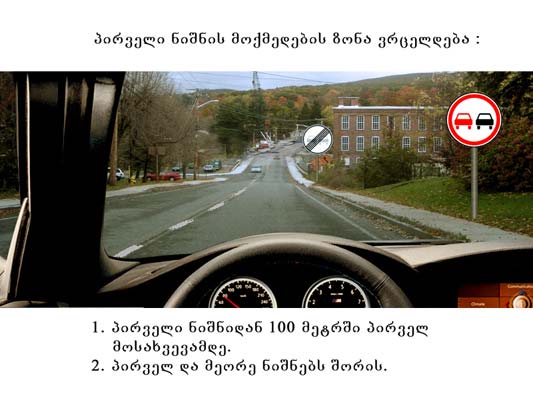 პირველი ნიშნის მოქმედების ზონა ვრცელდება :
1. პირველი ნიშნიდან 100 მეტრში პირველ
მოსახვევამდე.
2. პირველ და მეორე ნიშნებს შორის.